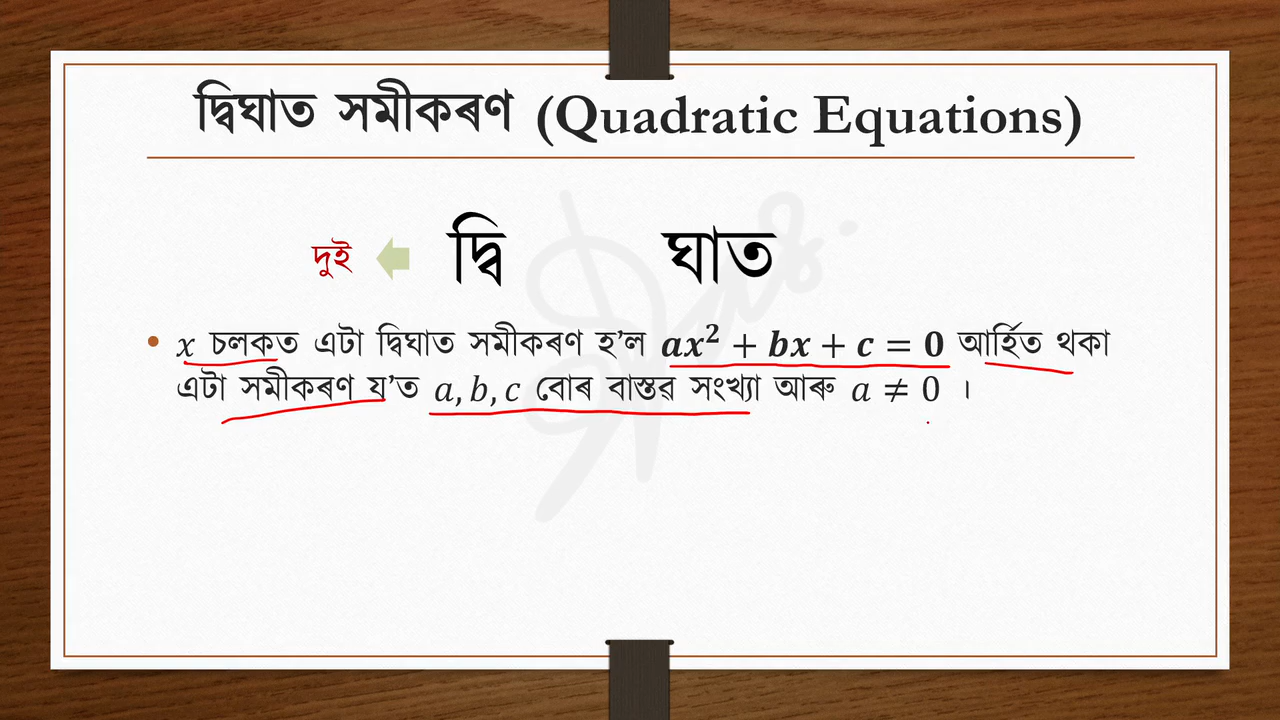 দ্বিঘাত সমীকৰণ (Quadratic Equations)
দুই দ্বি ঘাত
• x চলকত এটা দ্বিঘাত সমীকৰণ হ’ল ax² + bx + c = 0 আৰ্হিত থকা
এটা সমীকৰণ য’ত a, b, c বোৰ বাস্তৱ সংখ্যা আৰু a ≠ 0 ।